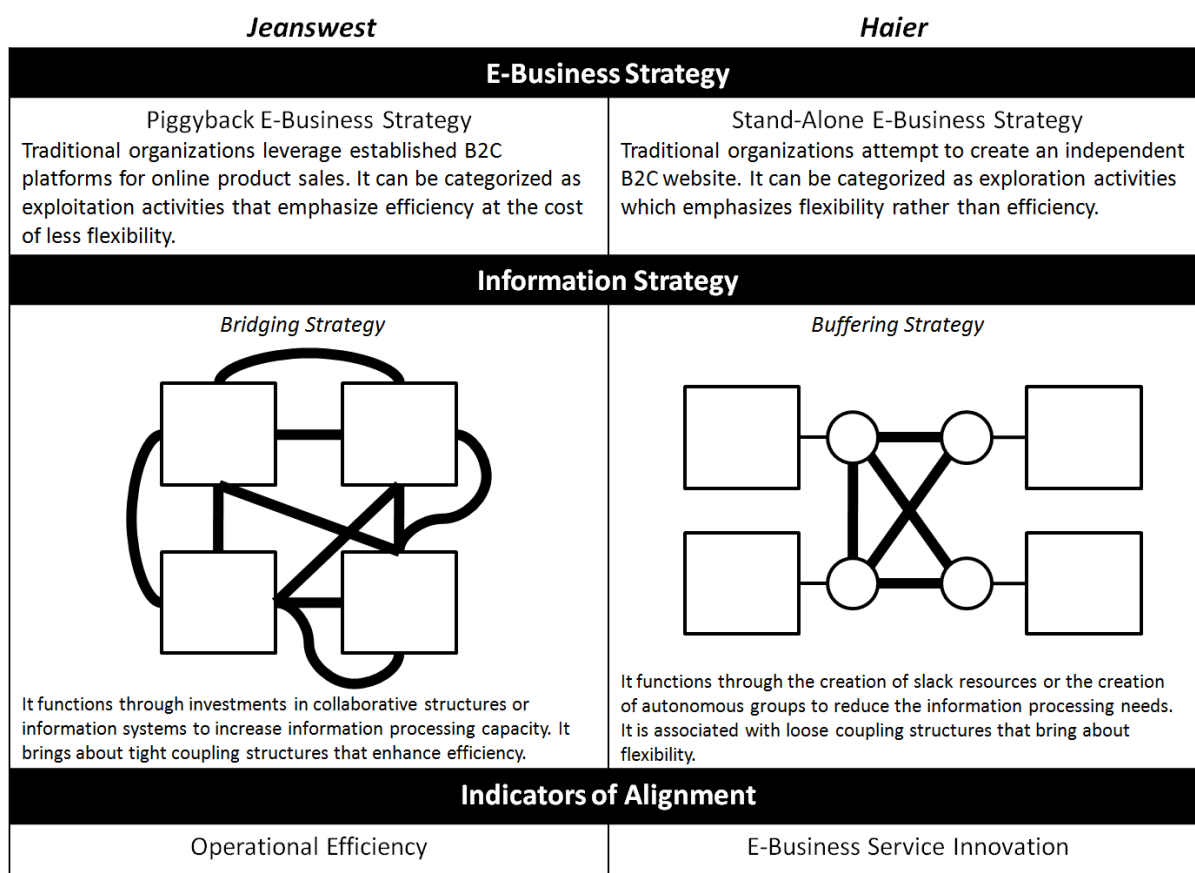 Jeanswest
Haier
E-Business Strategy
Piggyback E-Business Strategy
Traditional organizations leverage established B2C
platforms for online product sales. It can be categorized as
exploitation activities that emphasize efficiency at the cost
of less flexibility.
Stand-Alone E-Business Strategy
Traditional organizations attempt to create an independent
B2C website. It can be categorized as exploration activities
which emphasizes flexibility rather than efficiency.
Information Strategy
Bridging Strategy
It functions through investments in collaborative structures or
information systems to increase information processing capacity. It
brings about tight coupling structures that enhance efficiency.
Buffering Strategy
It functions through the creation of slack resources or the creation
of autonomous groups to reduce the information processing needs.
It is associated with loose coupling structures that bring about
flexibility.
Indicators of Alignment
Operational Efficiency
E-Business Service Innovation